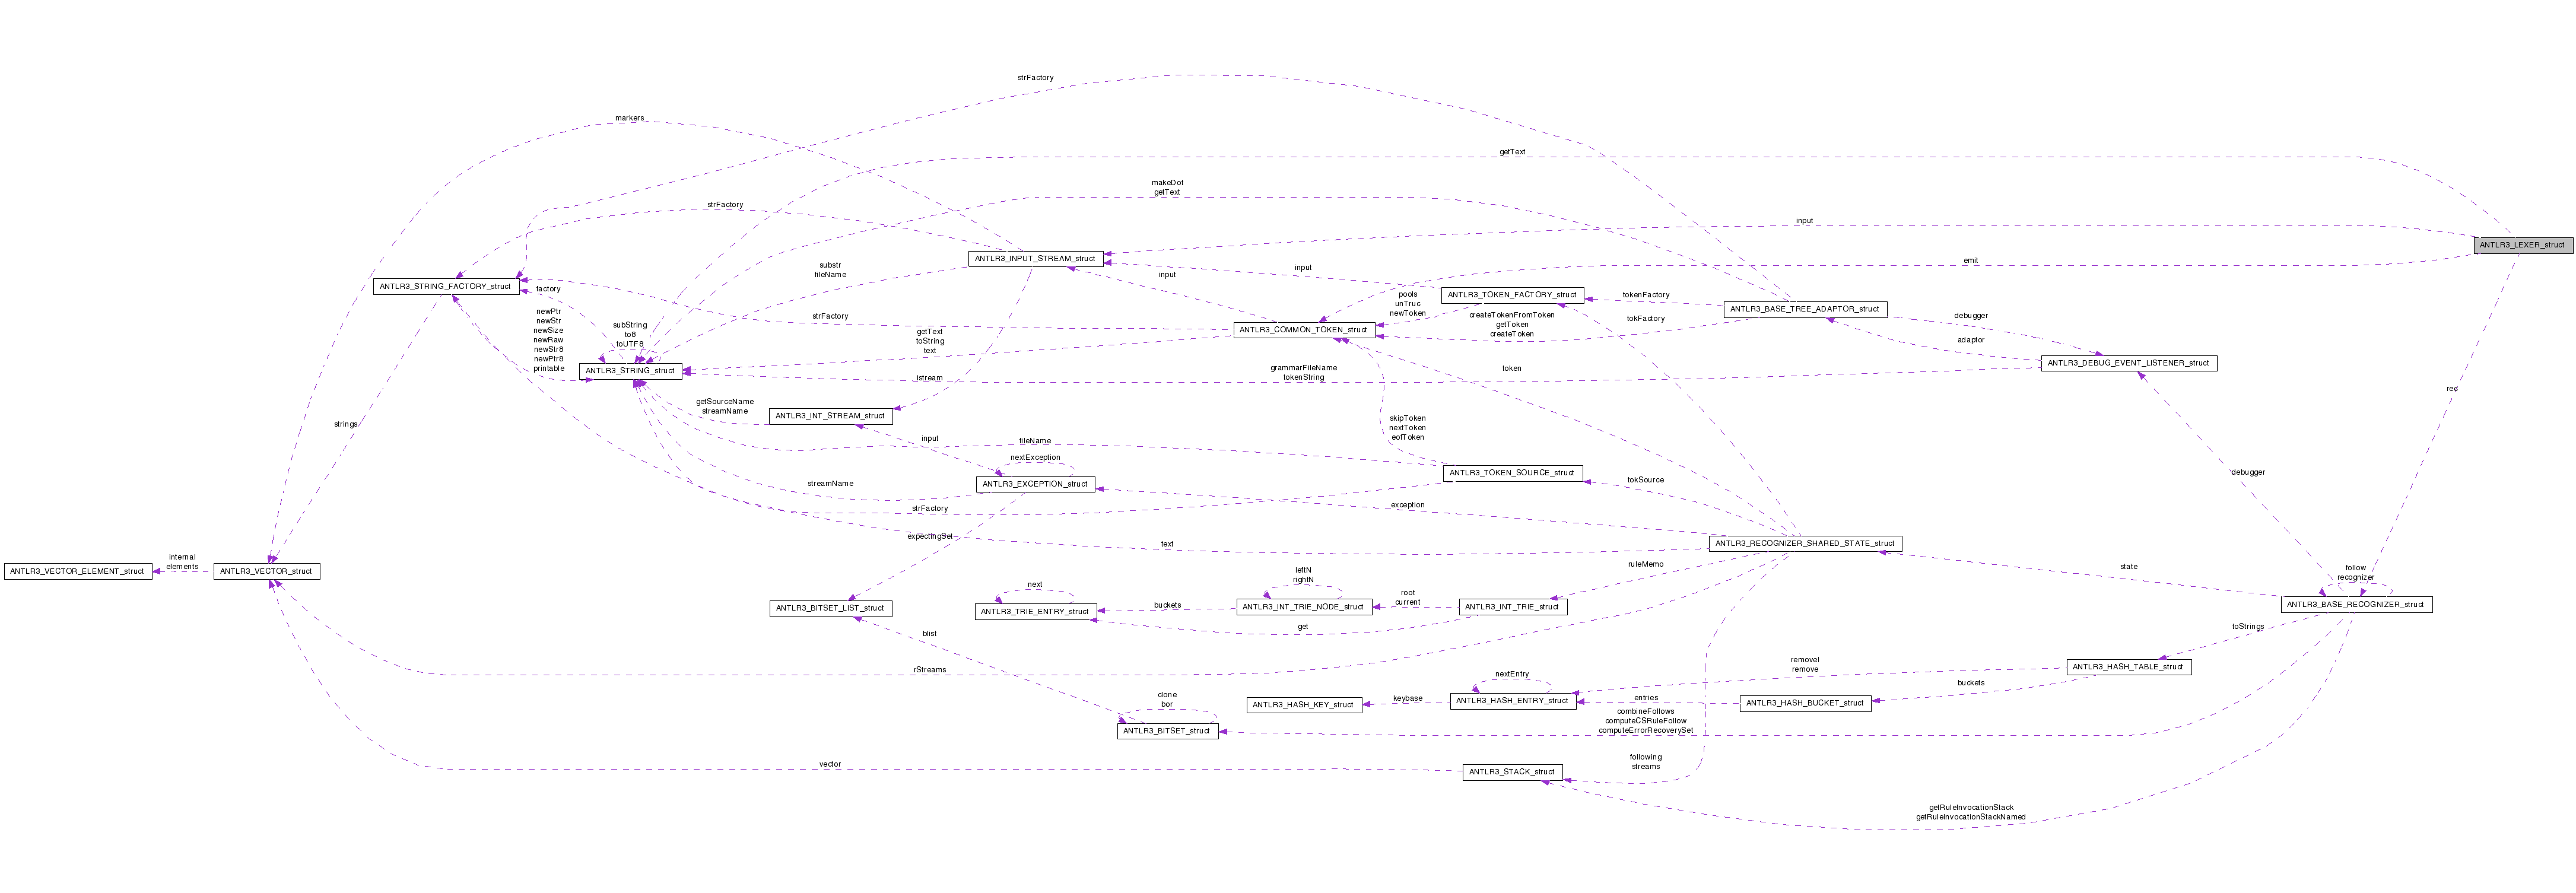 strFactory
markers
getText
makeDot
getText
strFactory
input
ANTLR3_LEXER_struct
ANTLR3_INPUT_STREAM_struct
emit
substr
fileName
input
input
ANTLR3_STRING_FACTORY_struct
factory
ANTLR3_TOKEN_FACTORY_struct
tokenFactory
pools
unTruc
newToken
ANTLR3_BASE_TREE_ADAPTOR_struct
newPtr
newStr
newSize
newRaw
newStr8
newPtr8
printable
strFactory
createTokenFromToken
getToken
createToken
tokFactory
debugger
subString
to8
toUTF8
ANTLR3_COMMON_TOKEN_struct
getText
toString
text
adaptor
ANTLR3_DEBUG_EVENT_LISTENER_struct
ANTLR3_STRING_struct
istream
grammarFileName
tokenString
token
rec
getSourceName
streamName
ANTLR3_INT_STREAM_struct
skipToken
nextToken
eofToken
strings
input
fileName
nextException
ANTLR3_TOKEN_SOURCE_struct
debugger
streamName
ANTLR3_EXCEPTION_struct
tokSource
strFactory
exception
expectingSet
text
ANTLR3_RECOGNIZER_SHARED_STATE_struct
internal
elements
ANTLR3_VECTOR_ELEMENT_struct
ANTLR3_VECTOR_struct
ruleMemo
state
follow
recognizer
leftN
rightN
next
root
current
buckets
ANTLR3_BITSET_LIST_struct
ANTLR3_TRIE_ENTRY_struct
ANTLR3_INT_TRIE_NODE_struct
ANTLR3_INT_TRIE_struct
ANTLR3_BASE_RECOGNIZER_struct
get
toStrings
blist
rStreams
removeI
remove
ANTLR3_HASH_TABLE_struct
nextEntry
buckets
clone
bor
keybase
entries
ANTLR3_HASH_KEY_struct
ANTLR3_HASH_ENTRY_struct
ANTLR3_HASH_BUCKET_struct
combineFollows
computeCSRuleFollow
computeErrorRecoverySet
ANTLR3_BITSET_struct
following
streams
vector
ANTLR3_STACK_struct
getRuleInvocationStack
getRuleInvocationStackNamed